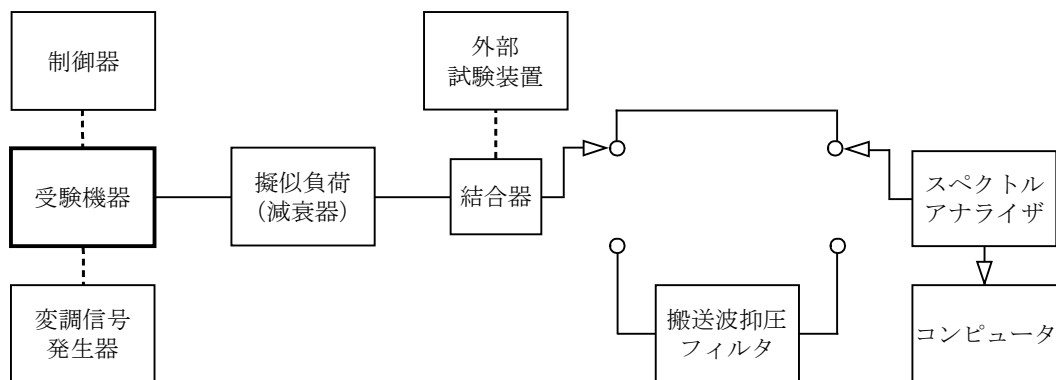 制御器
外部
試験装置
受験機器
擬似負荷
（減衰器）
結合器
スペクトル
アナライザ
変調信号
発生器
搬送波抑圧
フィルタ
コンピュータ